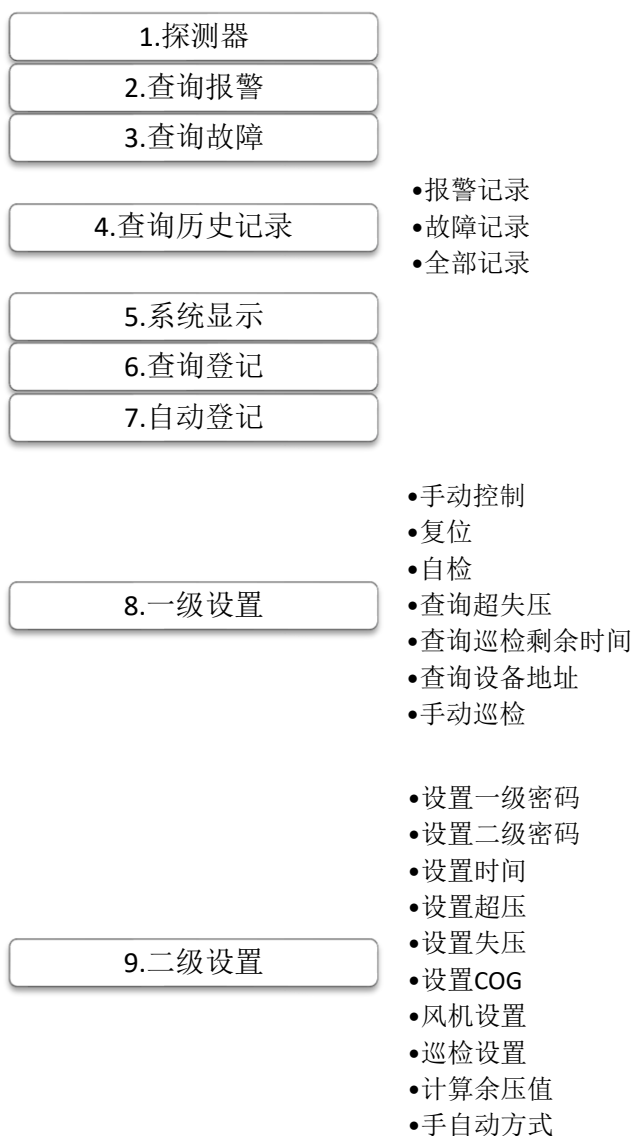 1.探测器
2.查询报警
3.查询故障
4.查询历史记录
•报警记录
•故障记录
•全部记录
5.系统显示
6.查询登记
7.自动登记
8.一级设置
•手动控制
•复位
•自检
•查询超失压
•查询巡检剩余时间
•查询设备地址
•手动巡检
9.二级设置
•设置一级密码
•设置二级密码
•设置时间
•设置超压
•设置失压
•设置COG
•风机设置
•巡检设置
•计算余压值
•手自动方式